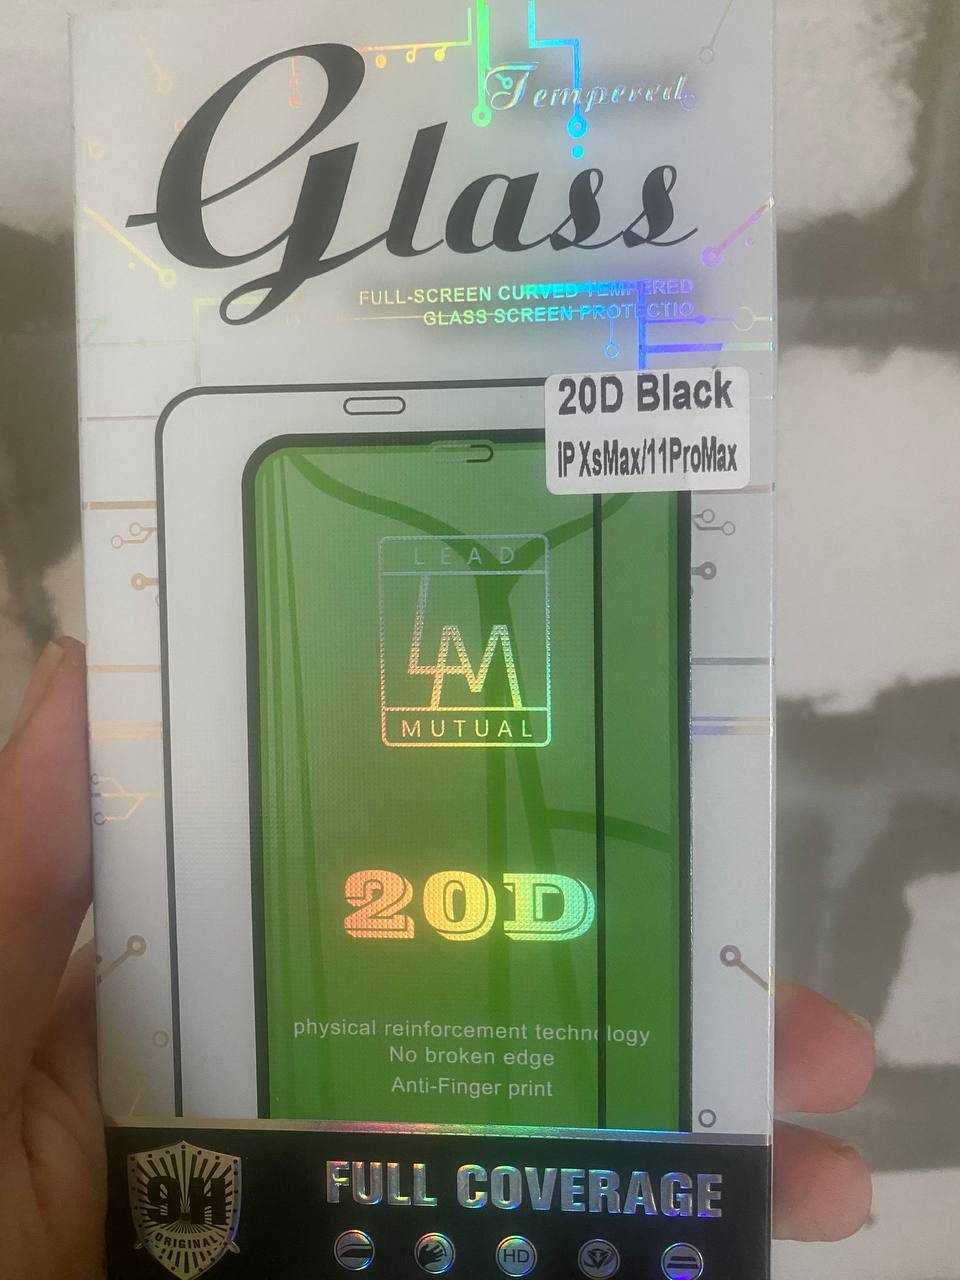 Tempered
Glass
FULL-SCREEN CURVED TEMPERED
GLASS SCREEN PROTECTIO
20D Black
iP XsMax/11ProMax
LEAD
LM
MUTUAL
20D
physical reinforcement technology
No broken edge
Anti-Finger print
9H
ORIGINAL
FULL COVERAGE
HD